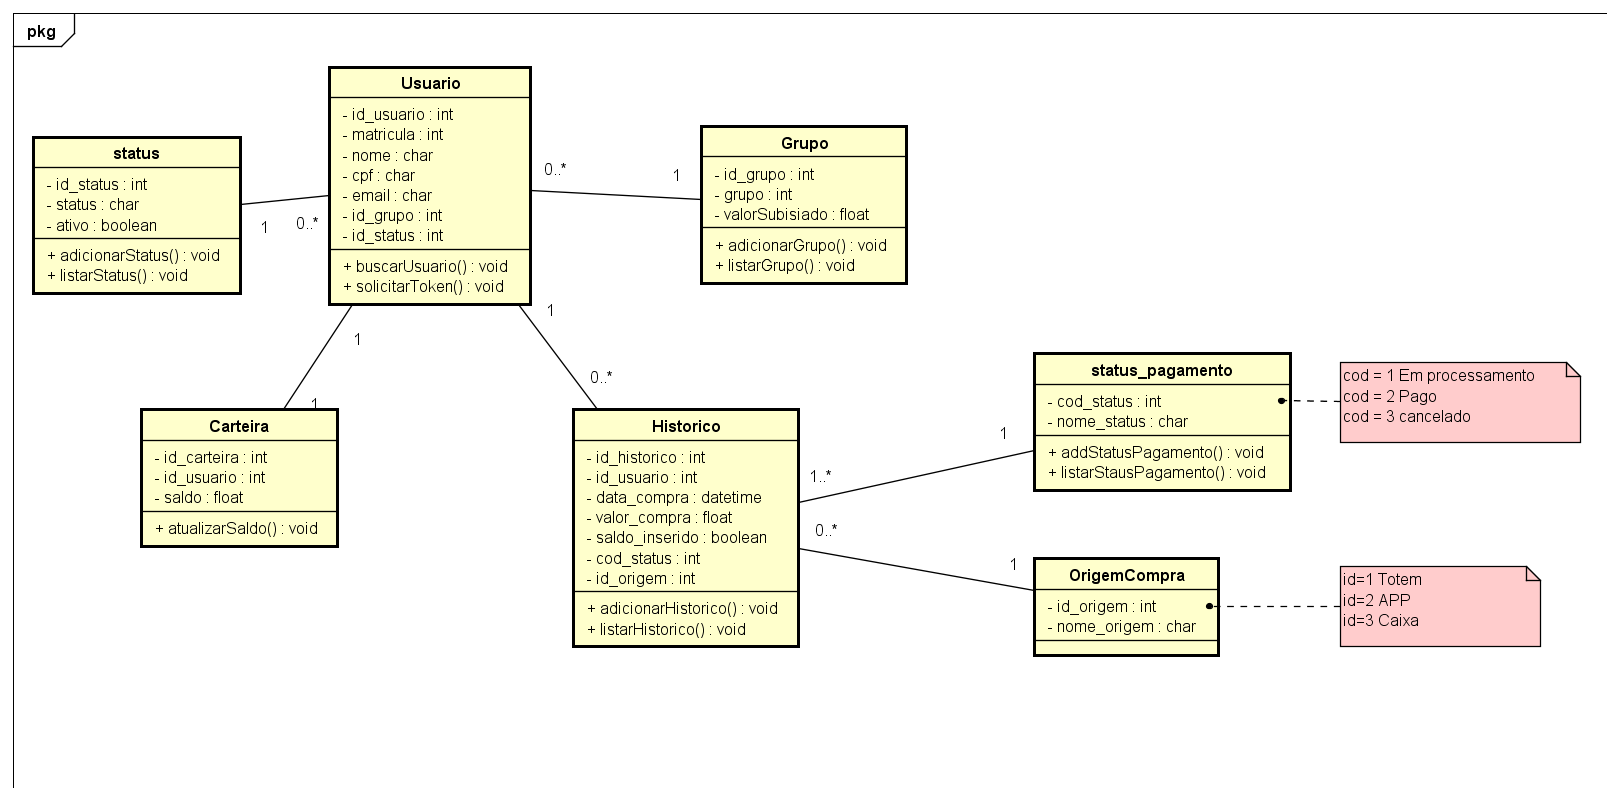 pkg
Usuario
- id_usuario : int
- matricula : int
- nome : char
- cpf : char
- email : char
- id_grupo : int
- id_status : int
+ buscarUsuario() : void
+ solicitarToken() : void
status
- id_status : int
- status : char
- ativo : boolean
+ adicionarStatus() : void
+ listarStatus() : void
1
0..*
0..*
1
Grupo
- id_grupo : int
- grupo : int
- valorSubisiado : float
+ adicionarGrupo() : void
+ listarGrupo() : void
1
1
1
0..*
Carteira
- id_carteira : int
- id_usuario : int
- saldo : float
+ atualizarSaldo() : void
Historico
- id_historico : int
- id_usuario : int
- data_compra : datetime
- valor_compra : float
- saldo_inserido : boolean
- cod_status : int
- id_origem : int
+ adicionarHistorico() : void
+ listarHistorico() : void
1..*
1
0..*
1
status_pagamento
- cod_status : int
- nome_status : char
+ addStatusPagamento() : void
+ listarStausPagamento() : void
cod = 1 Em processamento
cod = 2 Pago
cod = 3 cancelado
OrigemCompra
- id_origem : int
- nome_origem : char
id=1 Totem
id=2 APP
id=3 Caixa